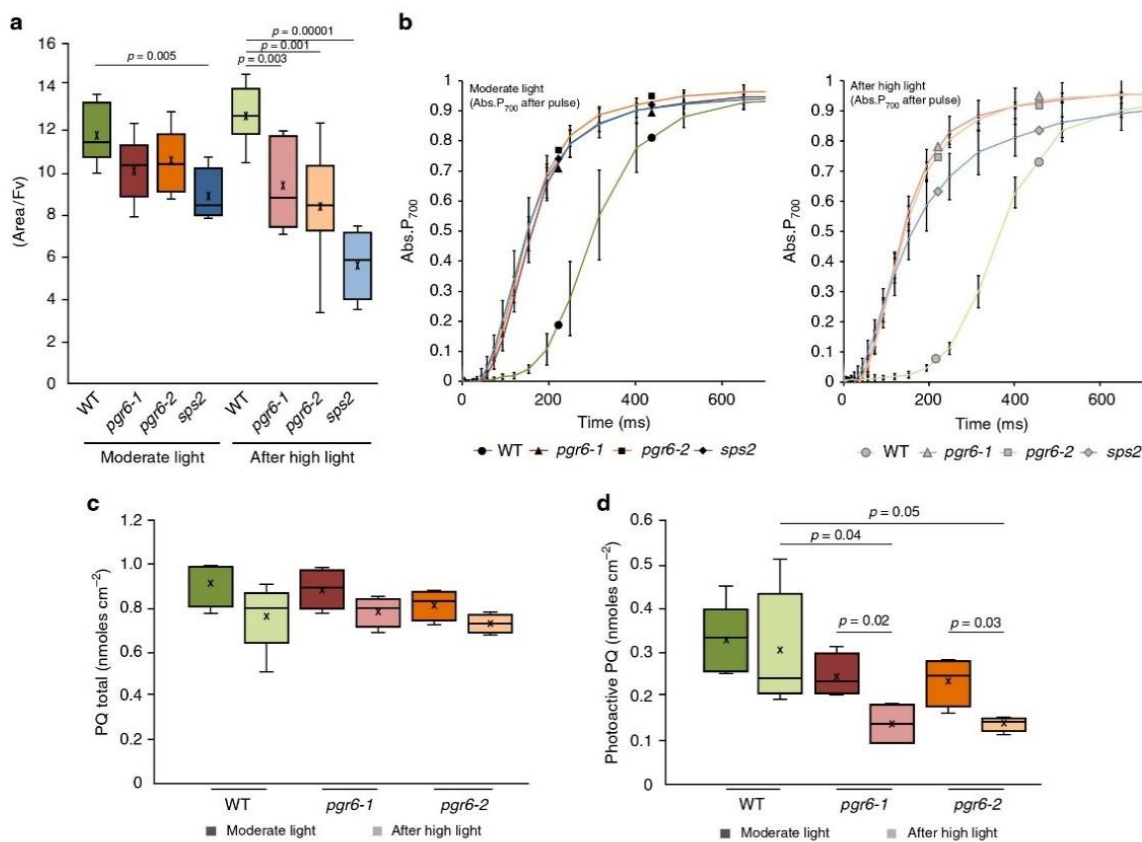 a
16
14
12
10
8
6
4
2
0
(Area/Fv)
p = 0.005
p = 0.00001
p = 0.001
p = 0.003
WT
pgr6-1
pgr6-2
sps2
WT
pgr6-1
pgr6-2
sps2
Moderate light
After high light
b
1
0.9
0.8
0.7
0.6
0.5
0.4
0.3
0.2
0.1
0
Abs.P700
Moderate light
(Abs.P700 after pulse)
0 200 400 600
Time (ms)
WT pgr6-1 pgr6-2 sps2
1
0.9
0.8
0.7
0.6
0.5
0.4
0.3
0.2
0.1
0
Abs.P700
After high light
(Abs.P700 after pulse)
0 200 400 600
Time (ms)
WT pgr6-1 pgr6-2 sps2
c
1.2
1.0
0.8
0.6
0.4
0.2
0
PQ total (nmoles cm−2)
WT pgr6-1 pgr6-2
Moderate light After high light
d
0.6
0.5
0.4
0.3
0.2
0.1
0
Photoactive PQ (nmoles cm−2)
p = 0.05
p = 0.04
p = 0.02
p = 0.03
WT pgr6-1 pgr6-2
Moderate light After high light